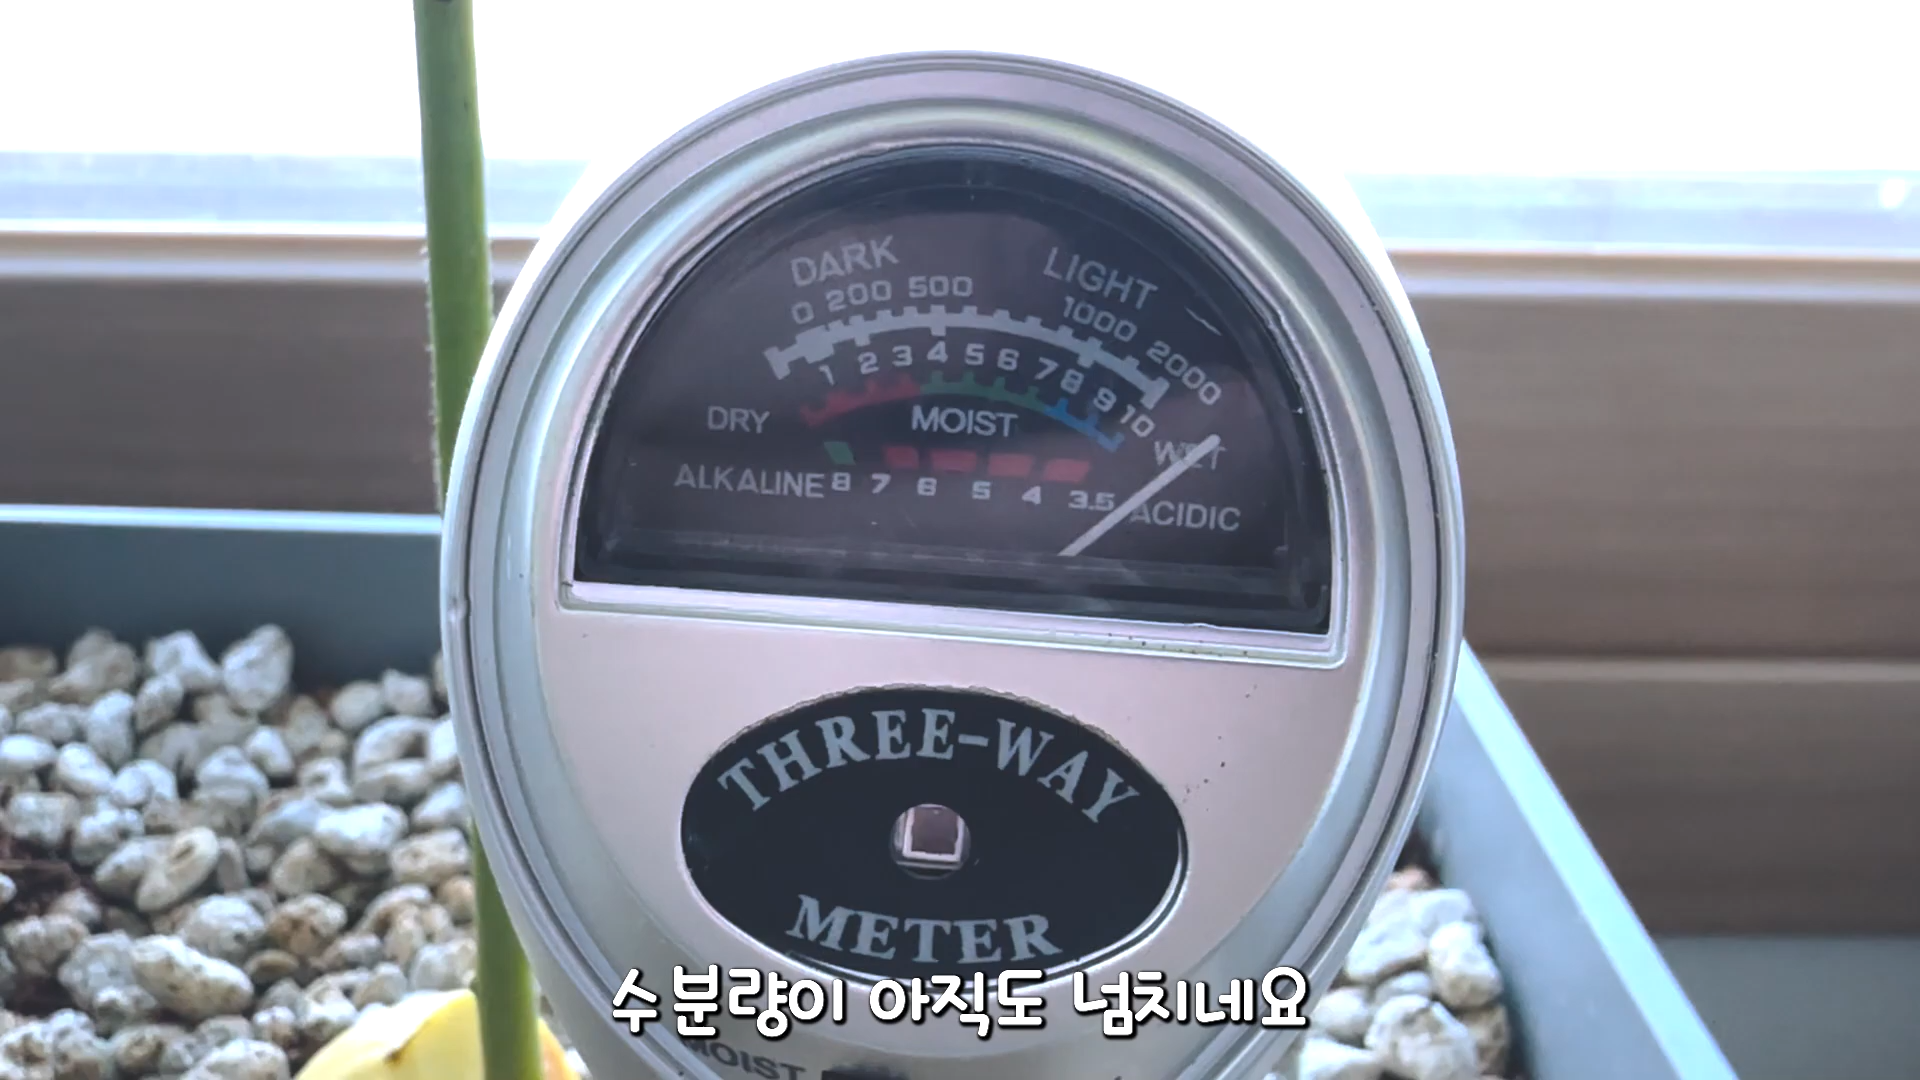 DARK LIGHT
0 200 500 1000 2000
1 2 3 4 5 6 7 8 9 10
DRY MOIST WET
ALKALINE 8 7 6 5 4 3.5 ACIDIC
THREE-WAY
METER
수분량이 아직도 넘치네요
MOIST